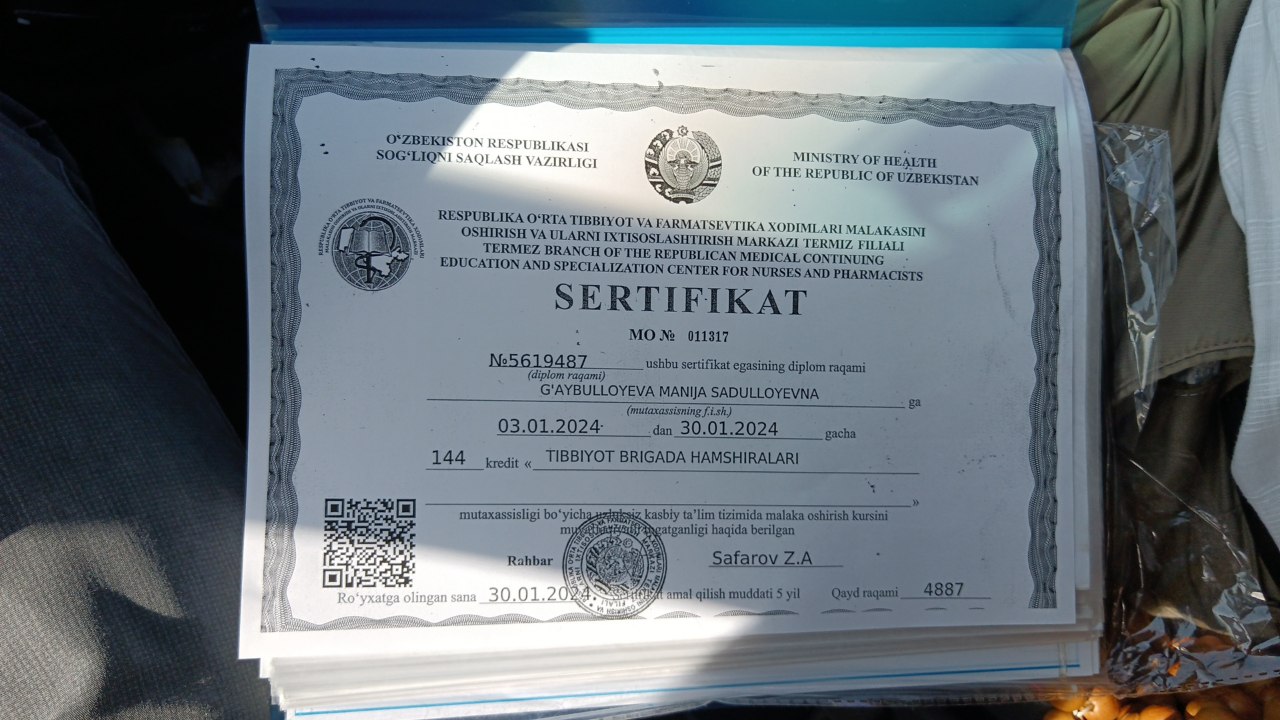 O‘ZBEKISTON RESPUBLIKASI
SOG‘LIQNI SAQLASH VAZIRLIGI
MINISTRY OF HEALTH
OF THE REPUBLIC OF UZBEKISTAN
RESPUBLIKA O‘RTA TIBBIYOT VA FARMATSEVTIKA XODIMLARI MALAKASINI
OSHIRISH VA ULARNI IXTISOSLASHTIRISH MARKAZI TERMIZ FILIALI
TERMEZ BRANCH OF THE REPUBLICAN MEDICAL CONTINUING
EDUCATION AND SPECIALIZATION CENTER FOR NURSES AND PHARMACISTS
SERTIFIKAT
MO № 011317
№5619487 ushbu sertifikat egasining diplom raqami
(diplom raqami)
G'AYBULLOYEVA MANIJA SADULLOYEVNA ga
(mutaxassisning f.i.sh.)
03.01.2024 dan 30.01.2024 gacha
144 kredit « TIBBIYOT BRIGADA HAMSHIRALARI
»
mutaxassisligi bo‘yicha uzluksiz kasbiy ta’lim tizimida malaka oshirish kursini
tugatganligi haqida berilgan
Rahbar Safarov Z.A
Ro‘yxatga olingan sana 30.01.2024. amal qilish muddati 5 yil Qayd raqami 4887